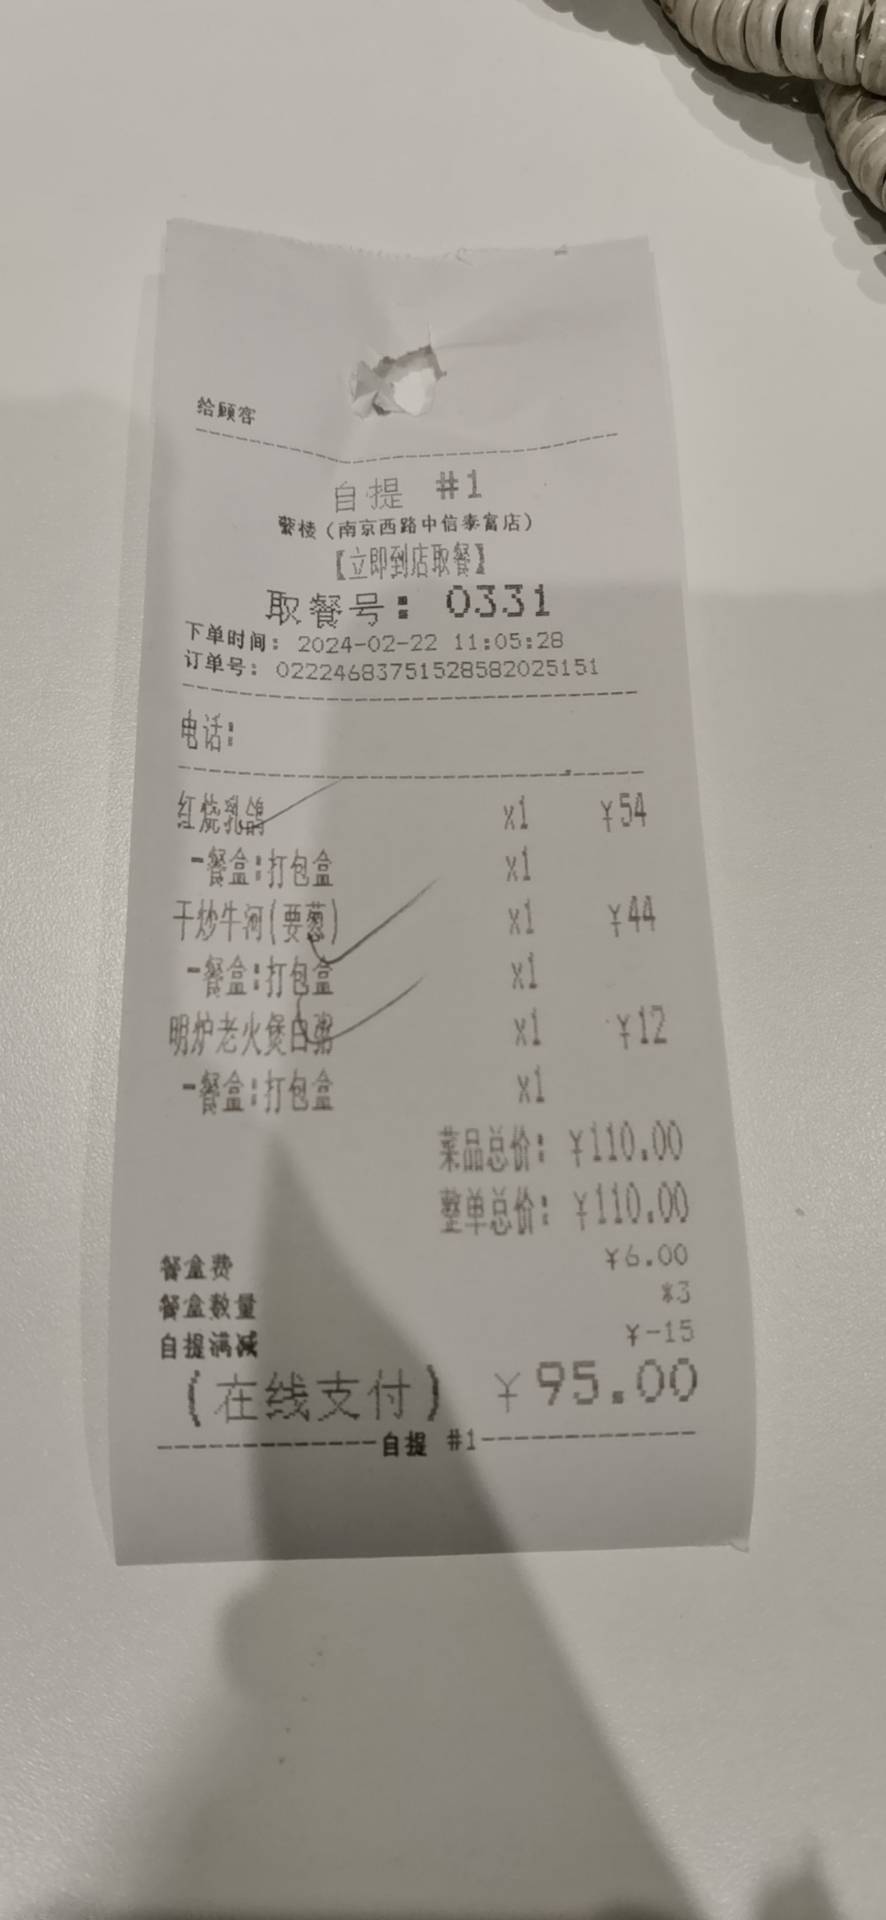 给顾客
自提 #1
紫楼(南京西路中信泰富店)
【立即到店取餐】
取餐号: 0331
下单时间: 2024-02-22 11:05:28
订单号: 022246837515285820​25151
电话:
红烧乳鸽 x1 ¥54
-餐盒:打包盒 x1
干炒牛河(要葱) x1 ¥44
-餐盒:打包盒 x1
明炉老火煲白粥 x1 ¥12
-餐盒:打包盒 x1
菜品总价: ¥110.00
整单总价: ¥110.00
餐盒费 ¥6.00
餐盒数量 *3
自提满减 ¥-15
(在线支付) ¥95.00
自提 #1